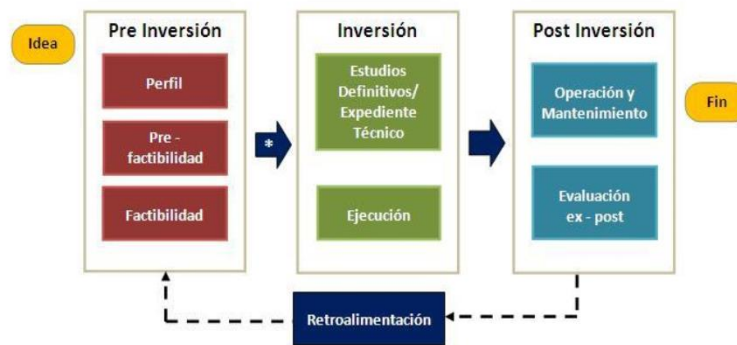 Idea
Pre Inversión
Perfil
Pre -
factibilidad
Factibilidad
*
Inversión
Estudios
Definitivos/
Expediente
Técnico
Ejecución
Post Inversión
Operación y
Mantenimiento
Evaluación
ex - post
Fin
Retroalimentación